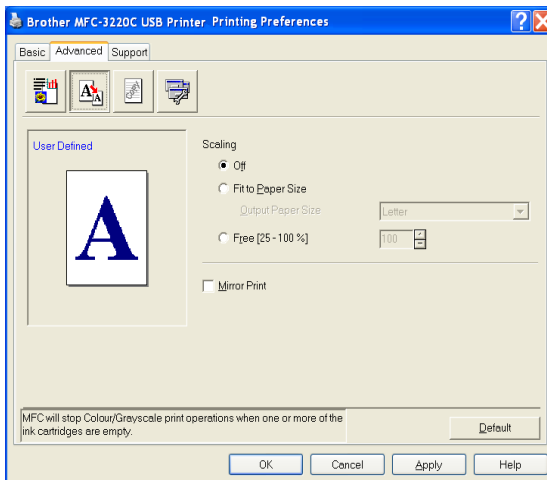 Brother MFC-3220C USB Printer Printing Preferences
Basic Advanced Support
User Defined
A
Scaling
Off
Fit to Paper Size
Output Paper Size Letter
Free [25 - 100 %] 100
Mirror Print
MFC will stop Colour/Grayscale print operations when one or more of the
ink cartridges are empty.
Default
OK Cancel Apply Help